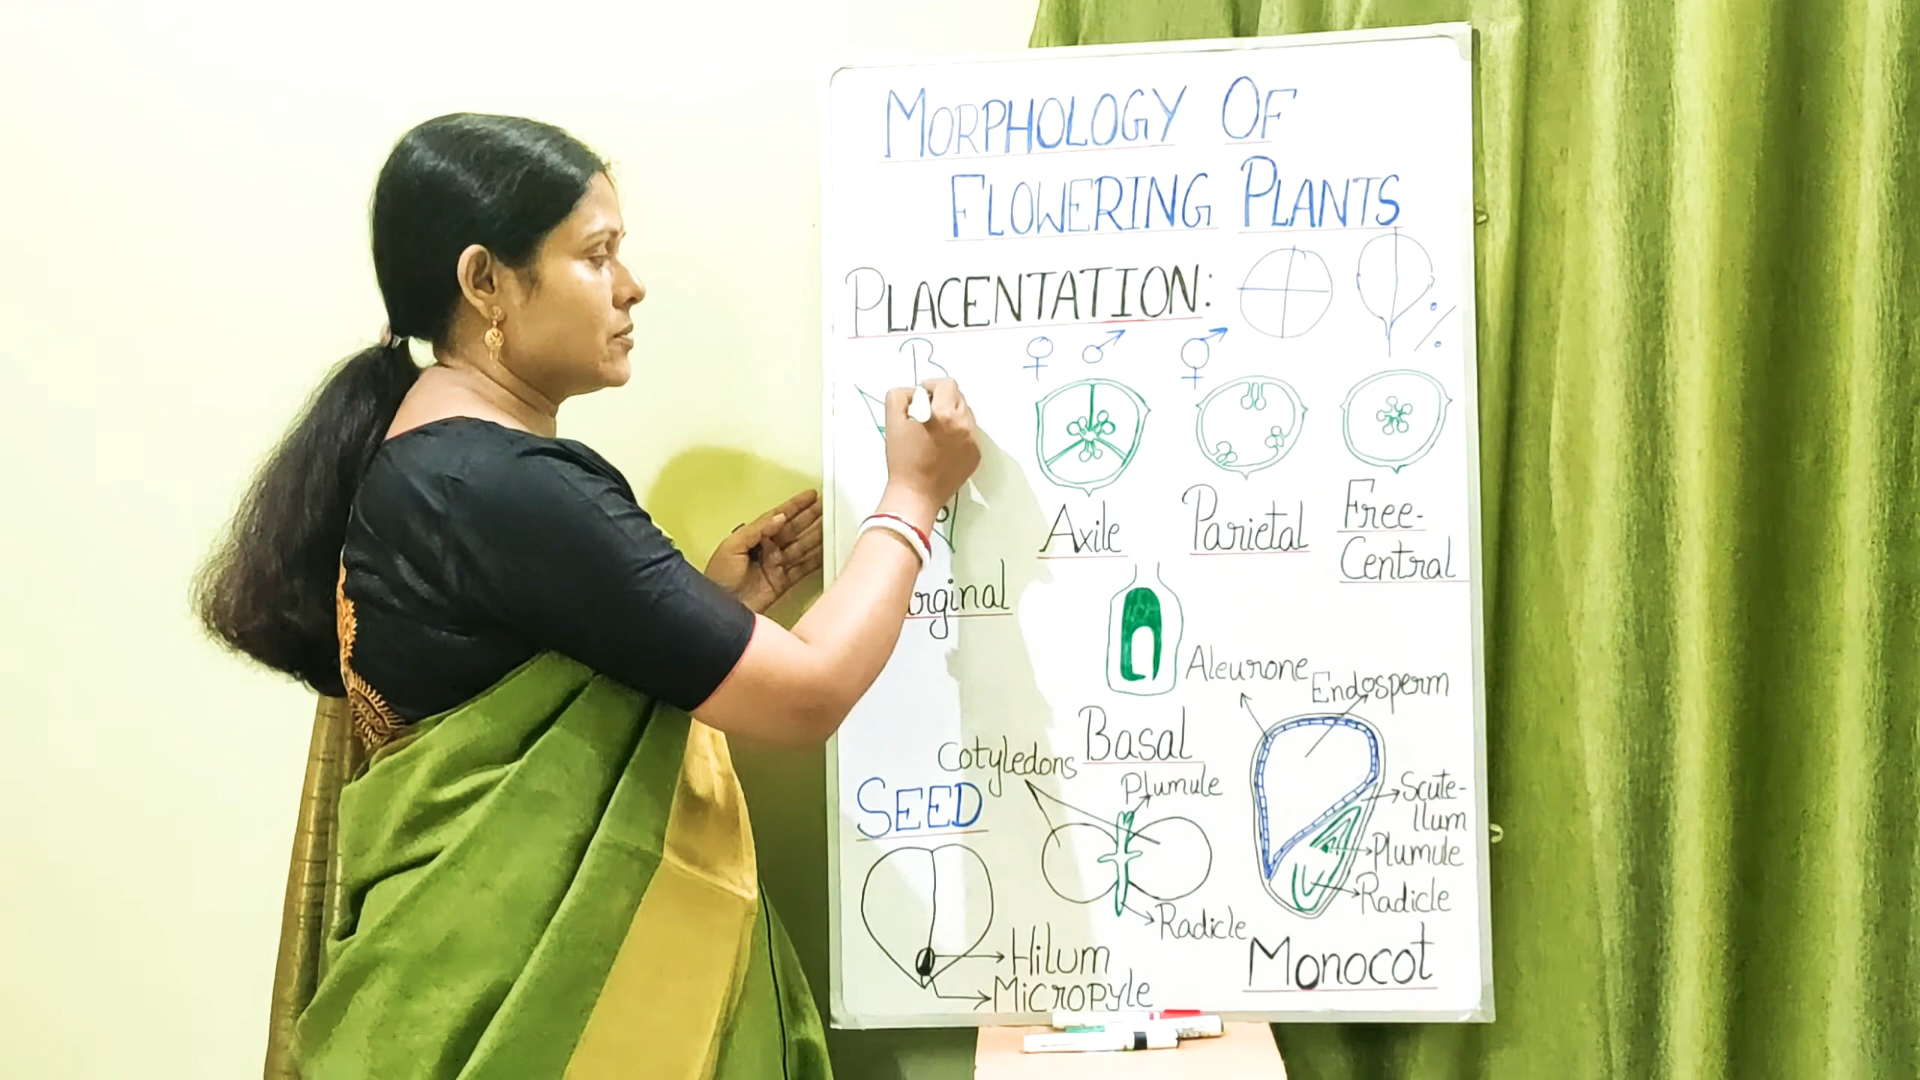 MORPHOLOGY OF
FLOWERING PLANTS
PLACENTATION:
♀ ♂ ⚥ %
B
Axile
Parietal
Free-
Central
rginal
Basal
Aleurone
Endosperm
Cotyledons
Plumule
Radicle
SEED
Hilum
Micropyle
Scute-
llum
Plumule
Radicle
Monocot